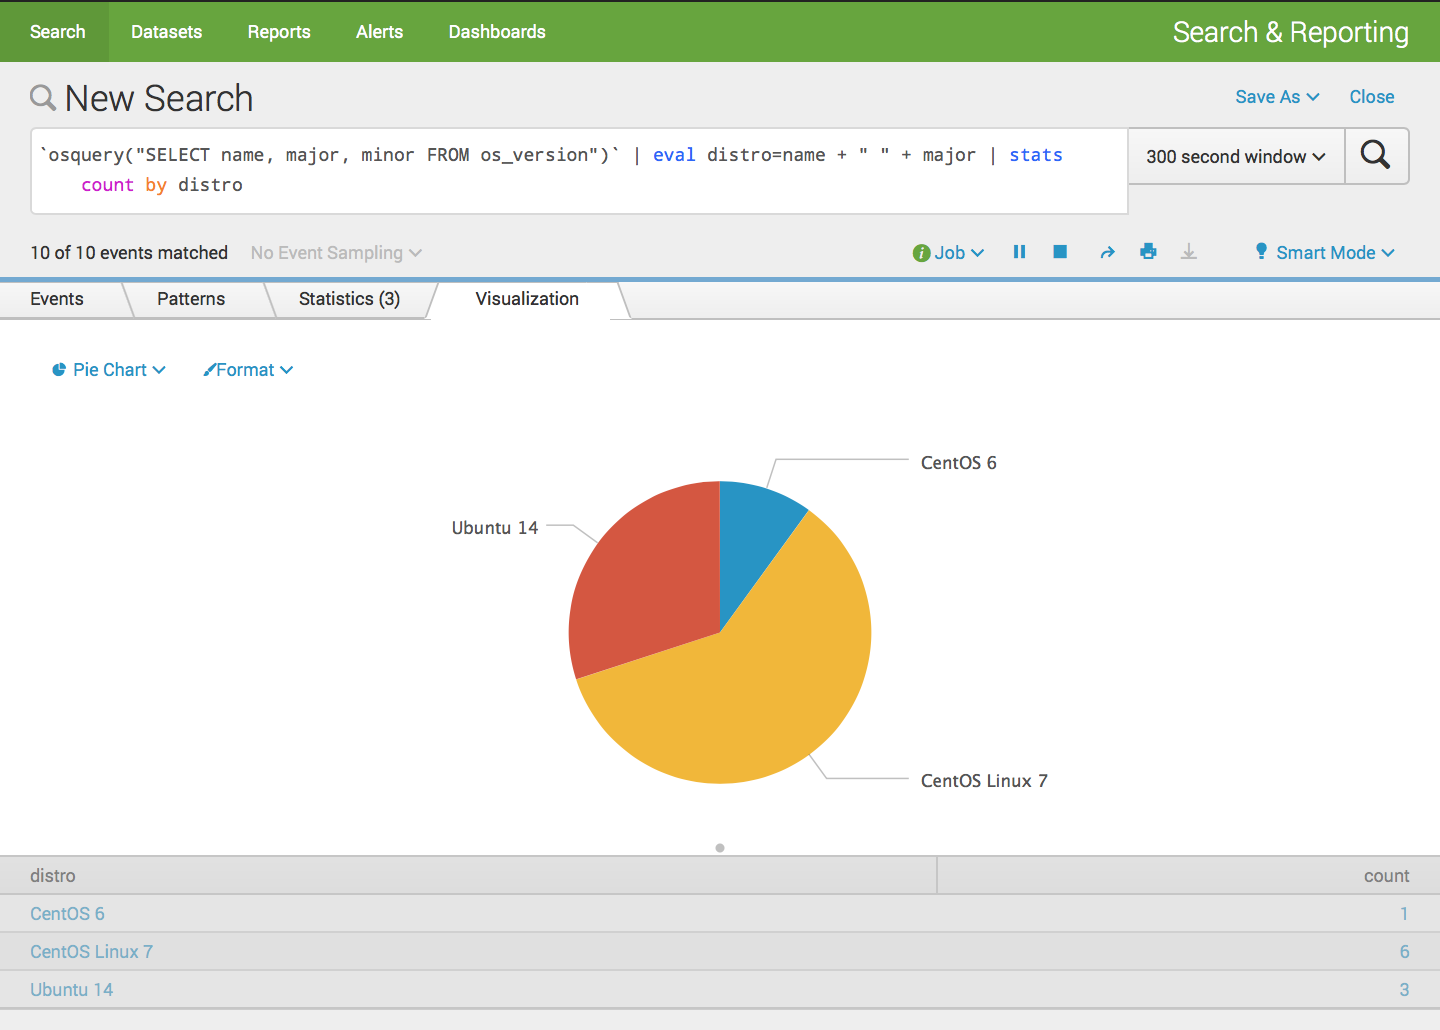 Search Datasets Reports Alerts Dashboards Search & Reporting
New Search Save As Close
`osquery("SELECT name, major, minor FROM os_version")` | eval distro=name + " " + major | stats
count by distro
300 second window
10 of 10 events matched No Event Sampling i Job Smart Mode
Events Patterns Statistics (3) Visualization
Pie Chart Format
CentOS 6
Ubuntu 14
CentOS Linux 7
distro count
CentOS 6 1
CentOS Linux 7 6
Ubuntu 14 3